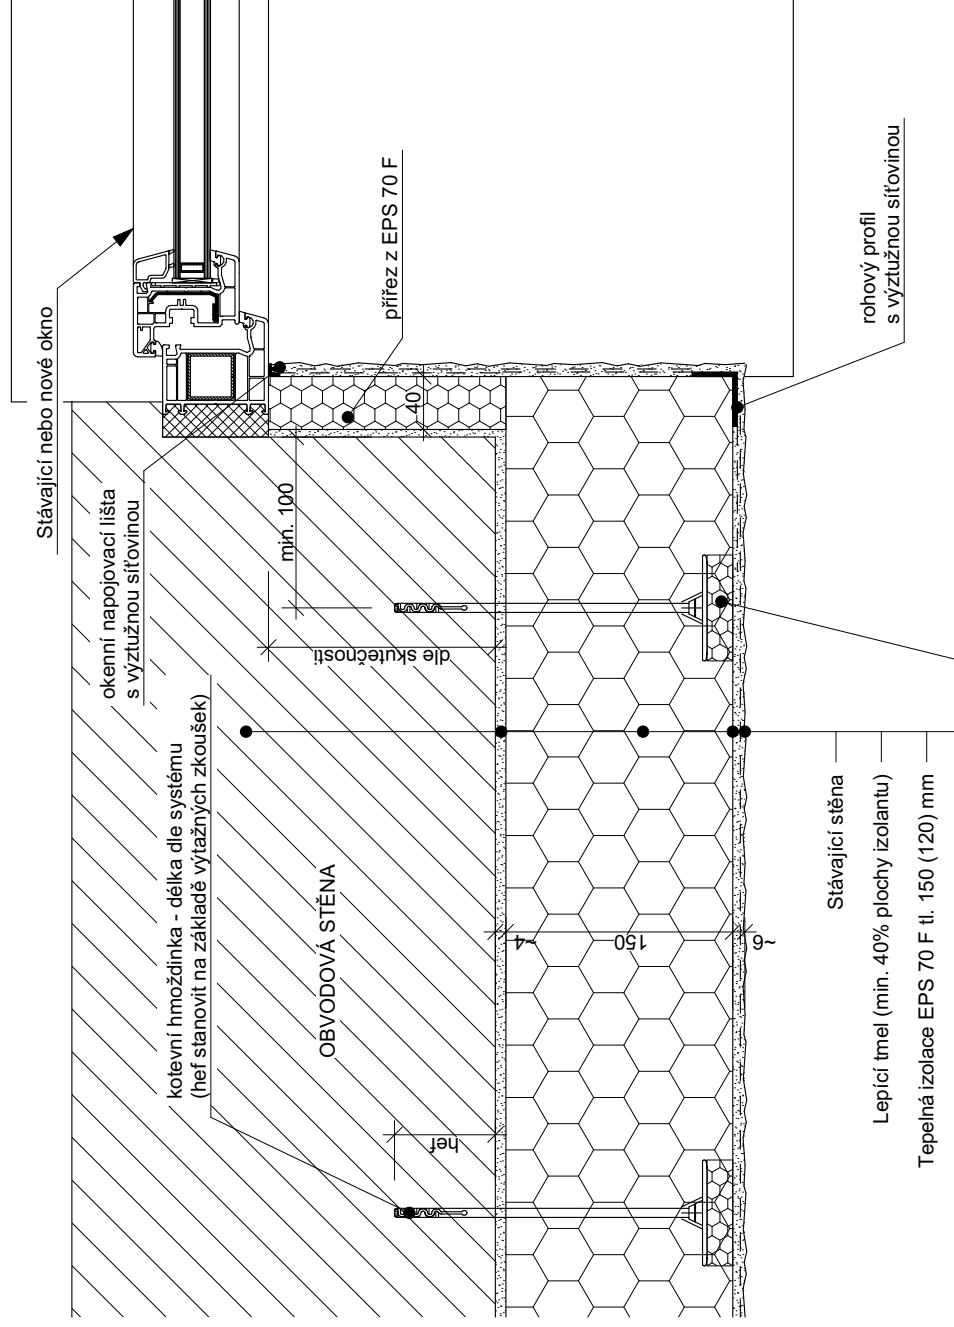 Stávající nebo nové okno
okenní napojovací lišta
s výztužnou síťovinou
kotevní hmoždinka - délka dle systému
(hef stanovit na základě výtažných zkoušek)
přířez z EPS 70 F
rohový profil
s výztužnou síťovinou
OBVODOVÁ STĚNA
min. 100
40
dle skutečnosti
hef
~4
150
~6
Stávající stěna
Lepící tmel (min. 40% plochy izolantu)
Tepelná izolace EPS 70 F tl. 150 (120) mm